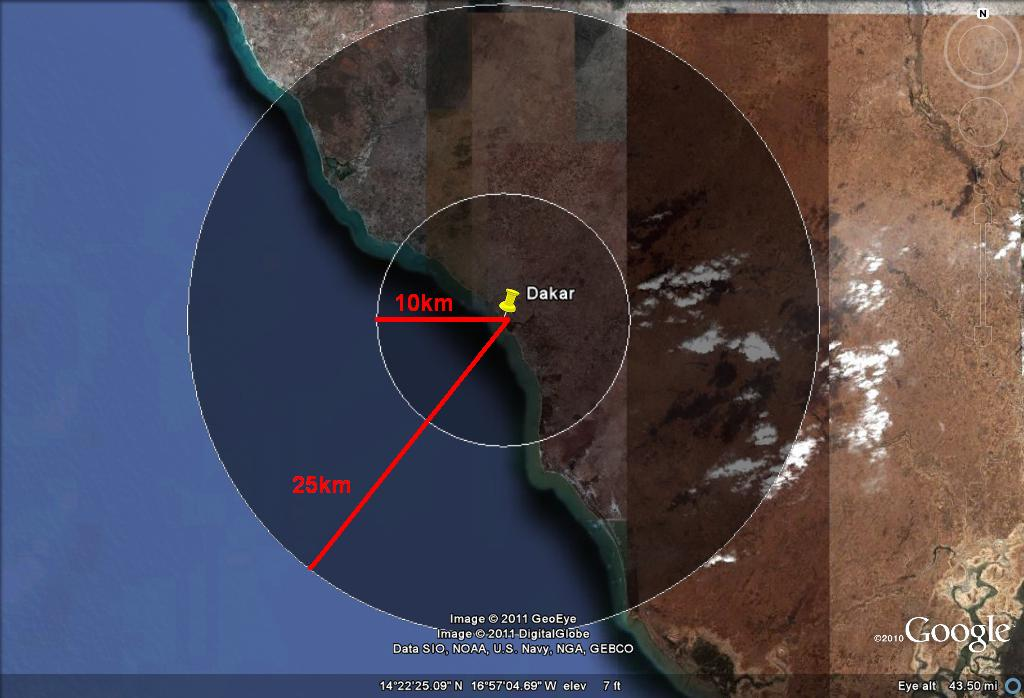 N
Dakar
10km
25km
Image © 2011 GeoEye
Image © 2011 DigitalGlobe
Data SIO, NOAA, U.S. Navy, NGA, GEBCO
©2010 Google
14°22'25.09" N 16°57'04.69" W elev 7 ft
Eye alt 43.50 mi